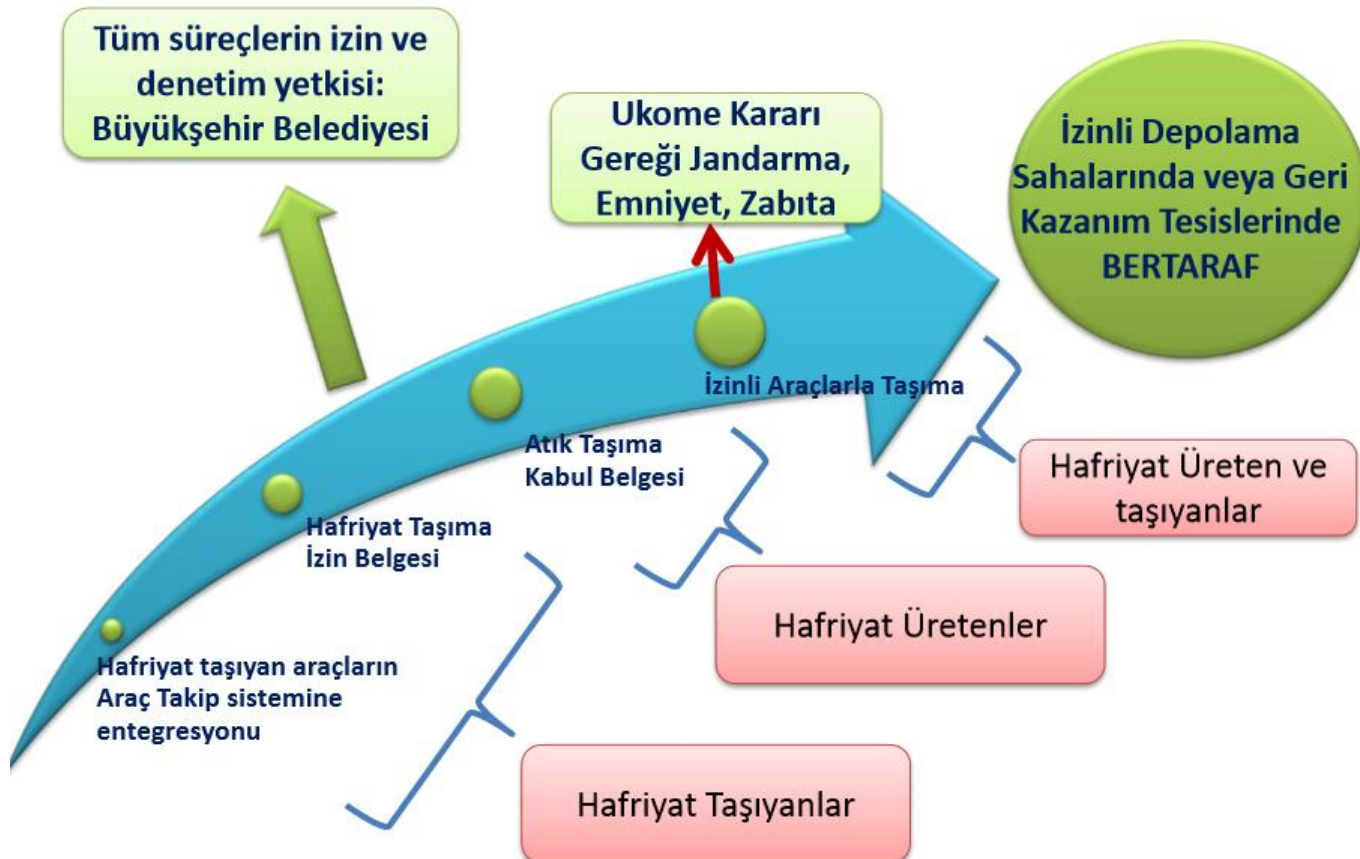 Tüm süreçlerin izin ve
denetim yetkisi:
Büyükşehir Belediyesi
Ukome Kararı
Gereği Jandarma,
Emniyet, Zabıta
İzinli Depolama
Sahalarında veya Geri
Kazanım Tesislerinde
BERTARAF
İzinli Araçlarla Taşıma
Atık Taşıma
Kabul Belgesi
Hafriyat Taşıma
İzin Belgesi
Hafriyat taşıyan araçların
Araç Takip sistemine
entegresyonu
Hafriyat Üreten ve
taşıyanlar
Hafriyat Üretenler
Hafriyat Taşıyanlar